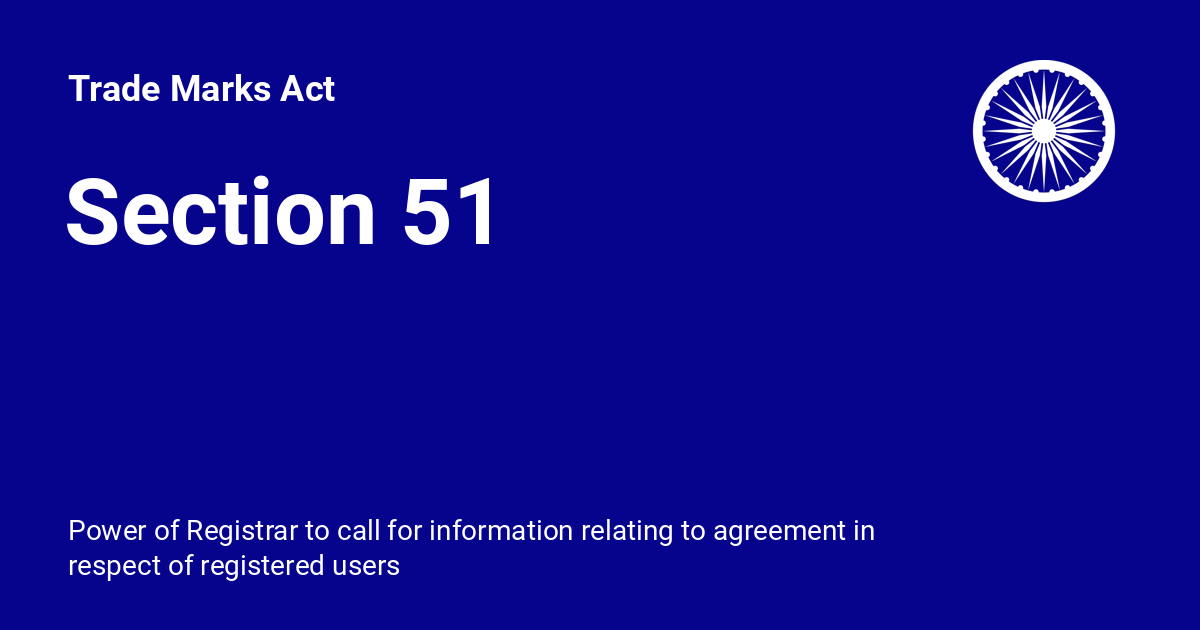 Trade Marks Act
Section 51
Power of Registrar to call for information relating to agreement in
respect of registered users